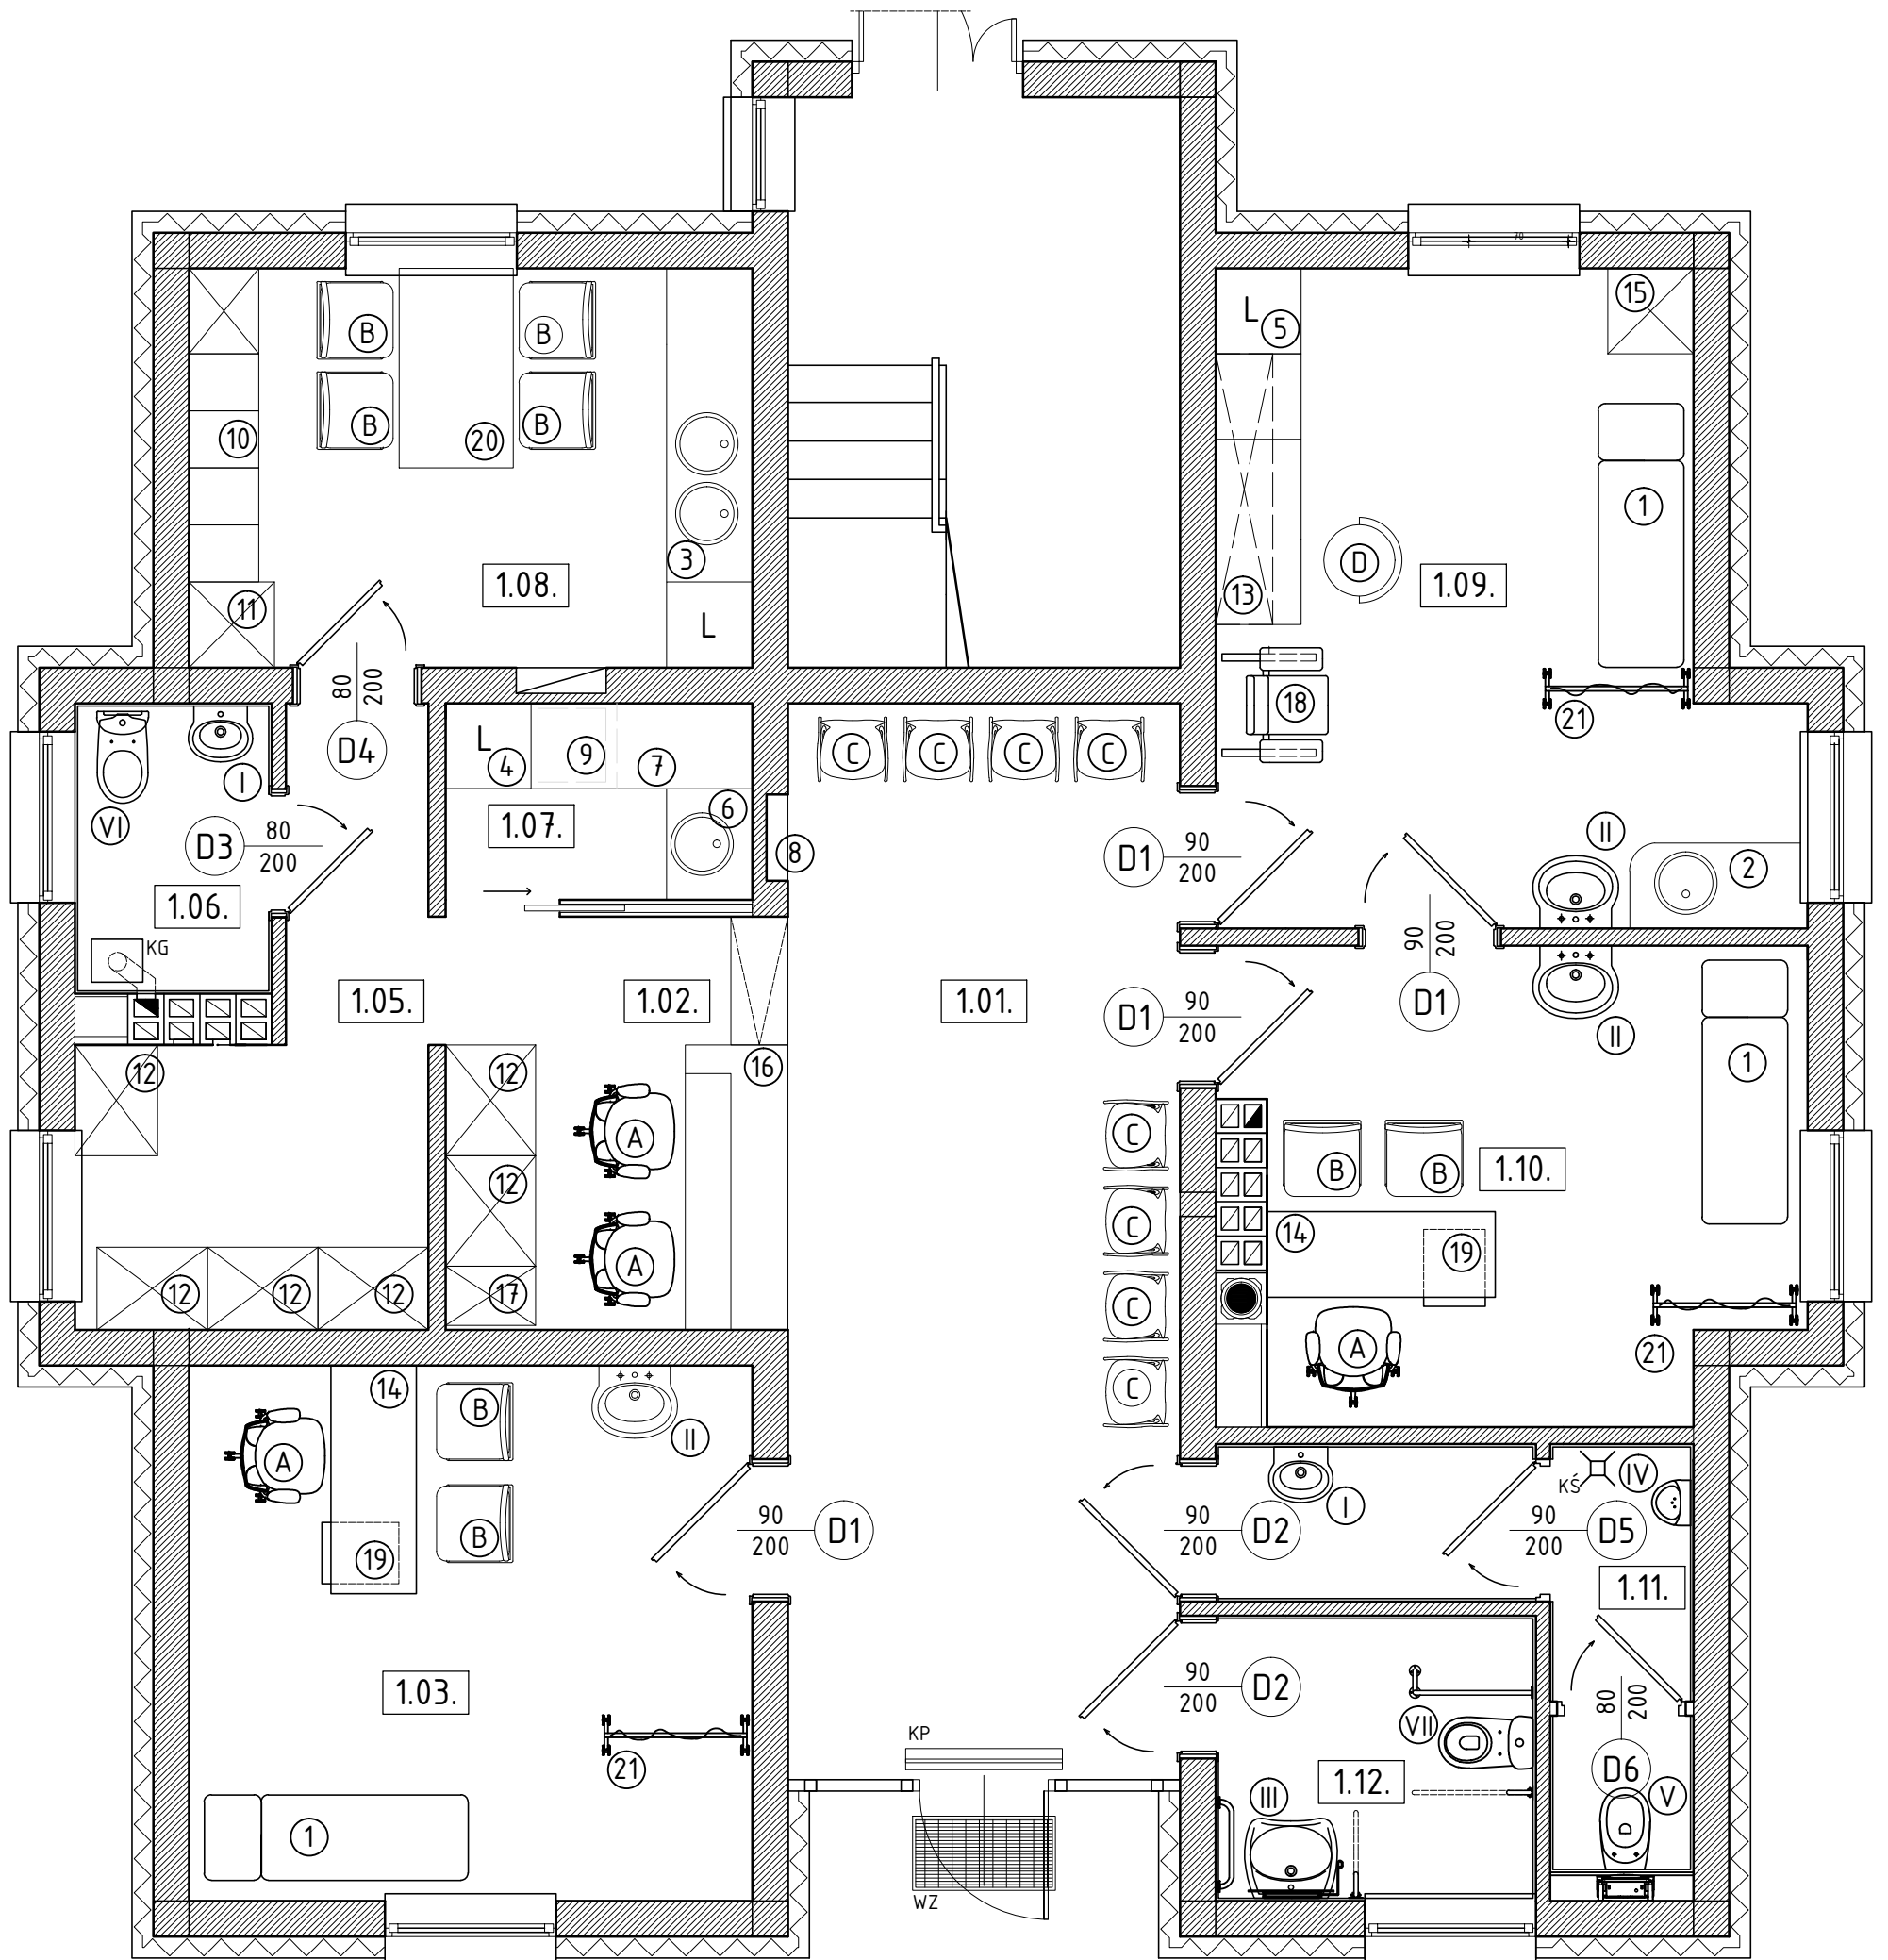 70
15
L
5
B
B
B
B
10
20
1
3
D
1.08.
1.09.
13
11
L
80
200
18
21
D4
C
C
C
C
L
4
9
7
I
VI
6
1.07.
II
D3
80
200
8
D1
90
200
2
1.06.
KG
90
200
1.05.
1.02.
1.01.
D1
90
200
D1
II
12
12
16
1
A
C
B
B
1.10.
12
C
14
19
A
12
12
12
17
C
21
A
14
C
B
II
A
KŚ
IV
I
B
90
200
D1
90
200
D2
90
200
D5
19
1.11.
1.03.
90
200
D2
80
200
VII
KP
21
D6
1.12.
V
III
1
WZ